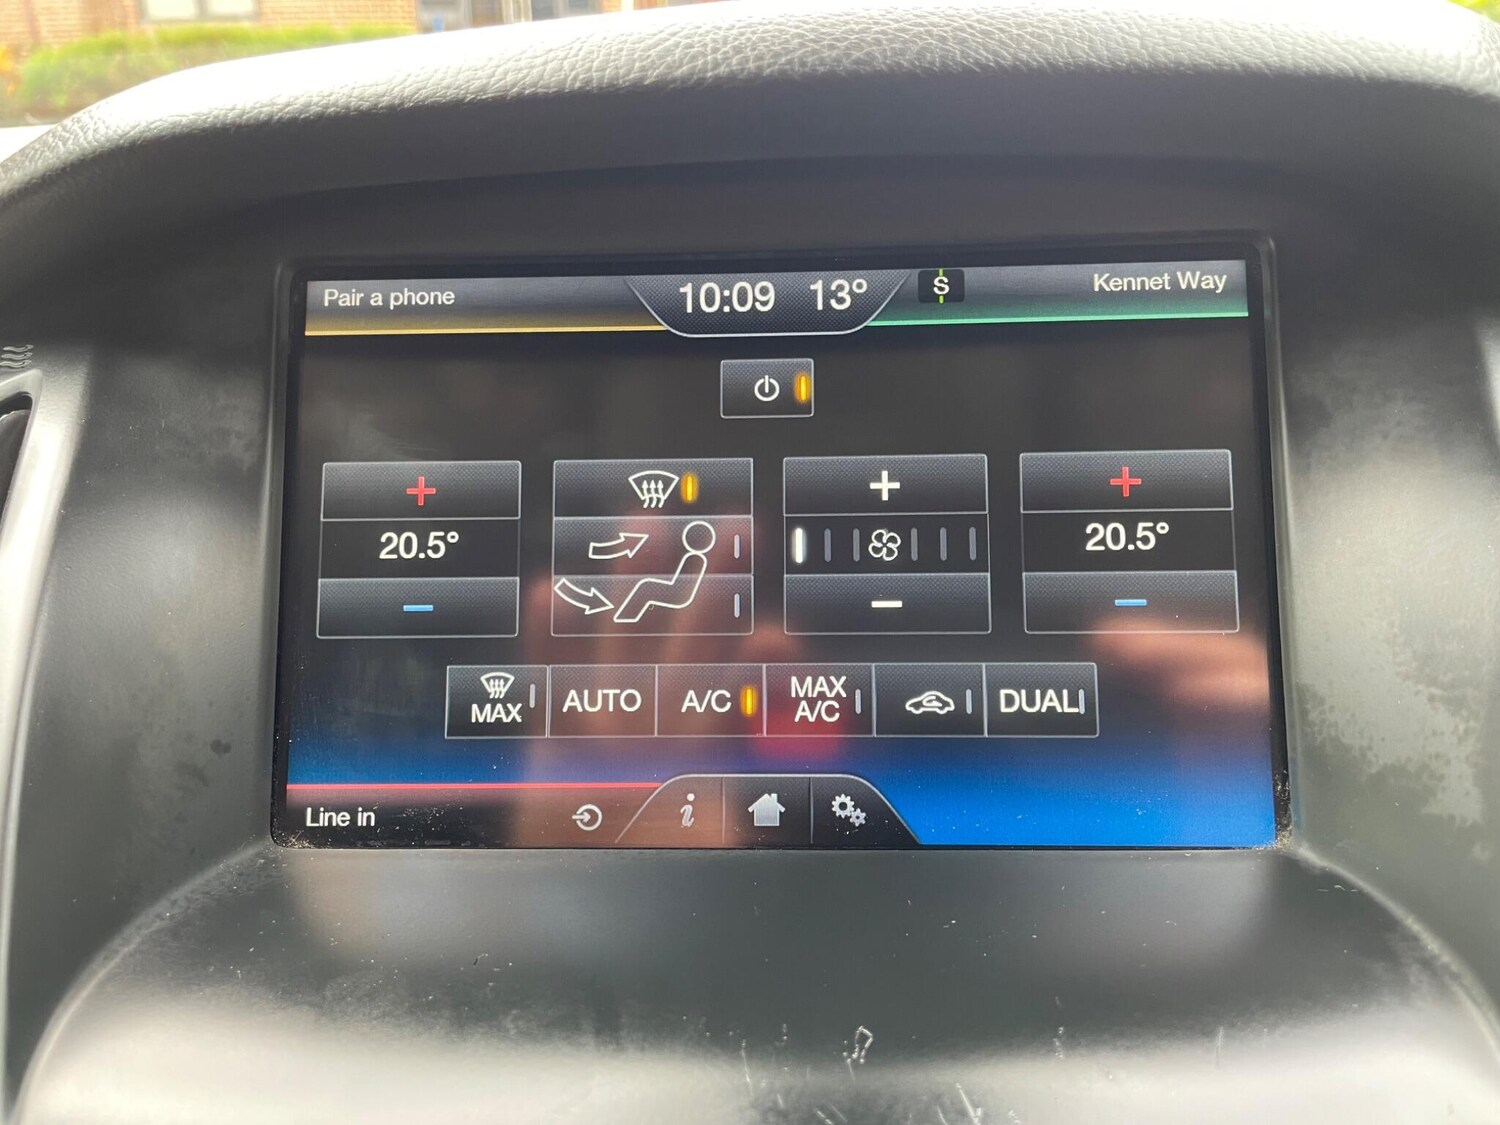 Pair a phone
10:09 13°
S
Kennet Way
20.5°
20.5°
MAX
AUTO
A/C
MAX
A/C
DUAL
Line in
i